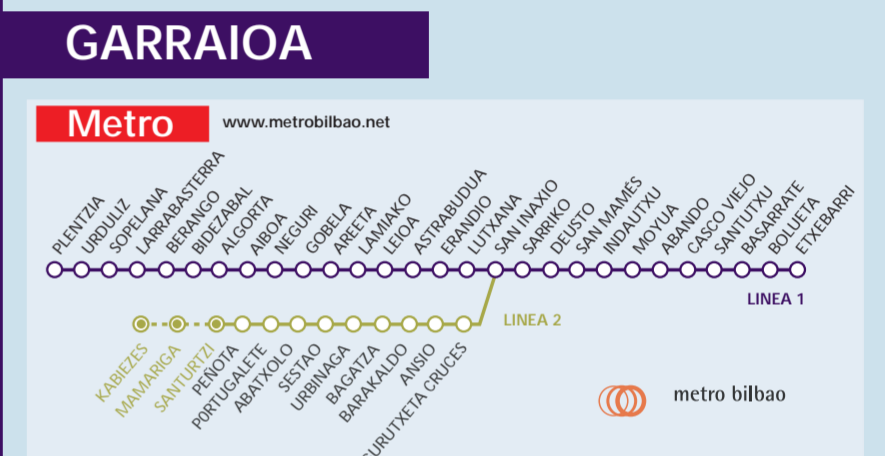 GARRAIOA
Metro
www.metrobilbao.net
PLENTZIA
URDULIZ
SOPELANA
LARRABASTERRA
BERANGO
BIDEZABAL
ALGORTA
AIBOA
NEGURI
GOBELA
AREETA
LAMIAKO
LEIOA
ASTRABUDUA
ERANDIO
LUTXANA
SAN INAXIO
SARRIKO
DEUSTO
SAN MAMÉS
INDAUTXU
MOYUA
ABANDO
CASCO VIEJO
SANTUTXU
BASARRATE
BOLUETA
ETXEBARRI
LINEA 1
LINEA 2
KABIEZES
MAMARIGA
SANTURTZI
PEÑOTA
PORTUGALETE
ABATXOLO
SESTAO
URBINAGA
BAGATZA
BARAKALDO
ANSIO
GURUTXETA CRUCES
metro bilbao